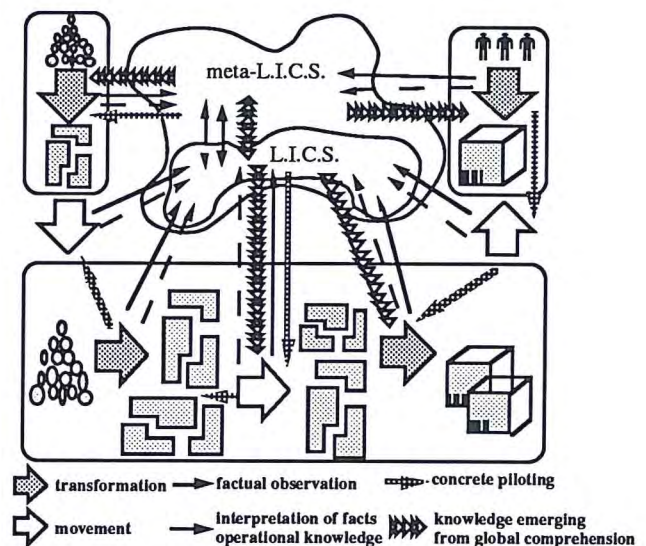 meta-L.I.C.S.
L.I.C.S.
transformation
factual observation
concrete piloting
movement
interpretation of facts
operational knowledge
knowledge emerging
from global comprehension